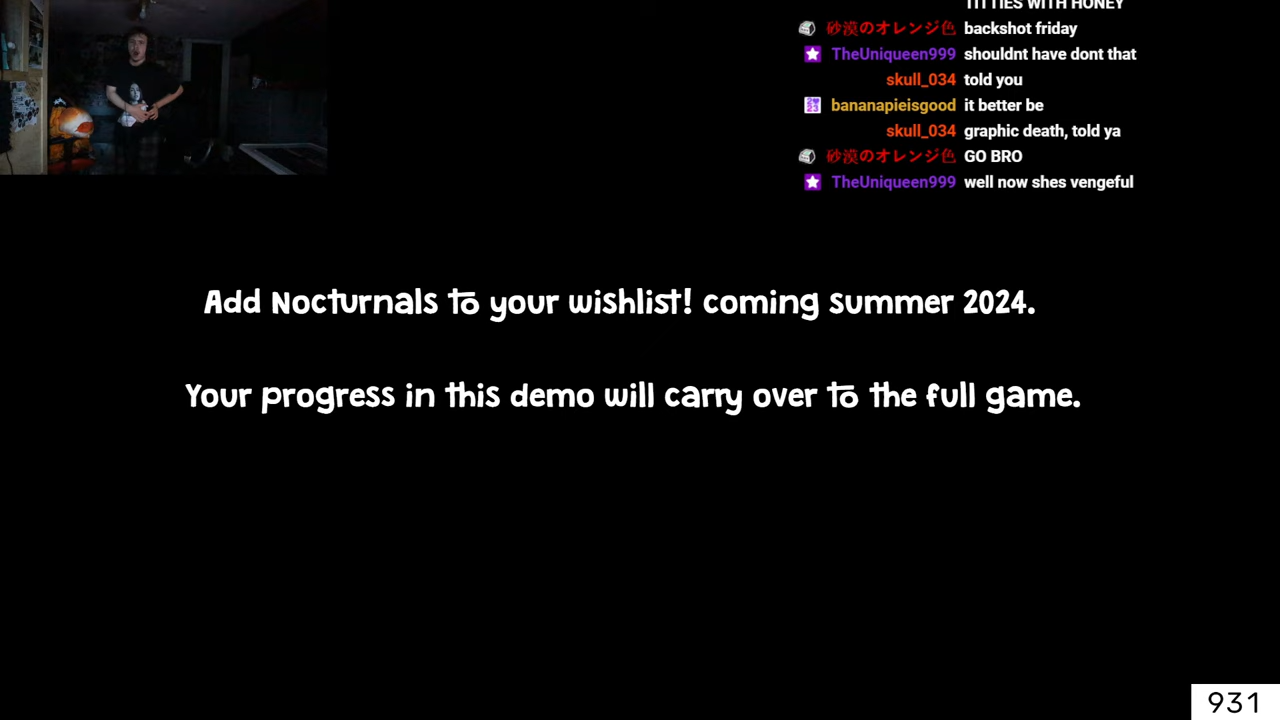 TITTIES WITH HONEY
砂漠のオレンジ色 backshot friday
TheUniqueen999 shouldnt have dont that
skull_034 told you
bananapieisgood it better be
skull_034 graphic death, told ya
砂漠のオレンジ色 GO BRO
TheUniqueen999 well now shes vengeful
Add Nocturnals to your wishlist! coming summer 2024.
Your progress in this demo will carry over to the full game.
931